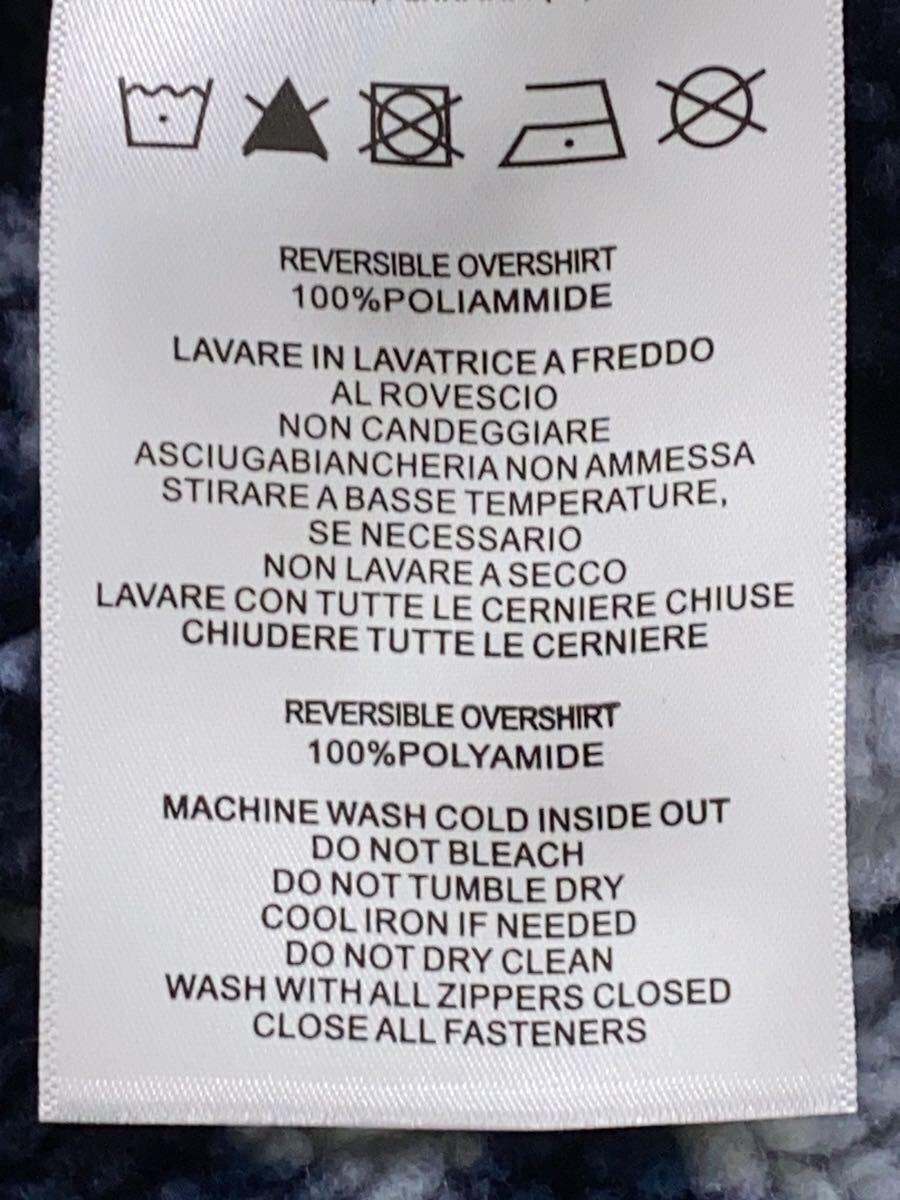 REVERSIBLE OVERSHIRT
100%POLIAMMIDE
LAVARE IN LAVATRICE A FREDDO
AL ROVESCIO
NON CANDEGGIARE
ASCIUGABIANCHERIA NON AMMESSA
STIRARE A BASSE TEMPERATURE,
SE NECESSARIO
NON LAVARE A SECCO
LAVARE CON TUTTE LE CERNIERE CHIUSE
CHIUDERE TUTTE LE CERNIERE
REVERSIBLE OVERSHIRT
100%POLYAMIDE
MACHINE WASH COLD INSIDE OUT
DO NOT BLEACH
DO NOT TUMBLE DRY
COOL IRON IF NEEDED
DO NOT DRY CLEAN
WASH WITH ALL ZIPPERS CLOSED
CLOSE ALL FASTENERS